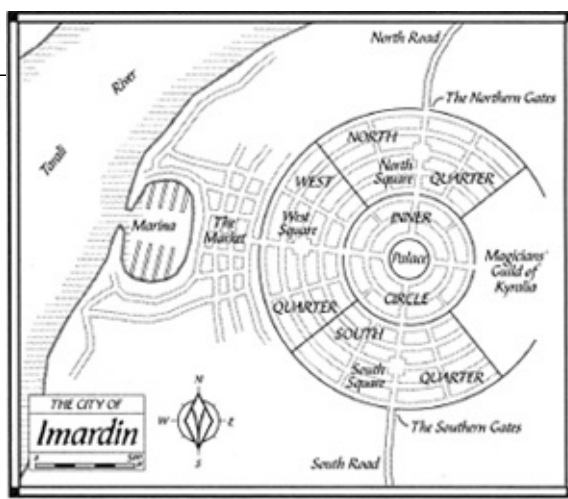 North Road
The Northern Gates
River
Tarali
NORTH
North
Square
QUARTER
WEST
West
Square
QUARTER
Marina
The
Market
INNER
Palace
CIRCLE
Magicians'
Guild of
Kyralia
SOUTH
South
Square
QUARTER
The Southern Gates
South Road
THE CITY OF
Imardin
0
N
W
E
S